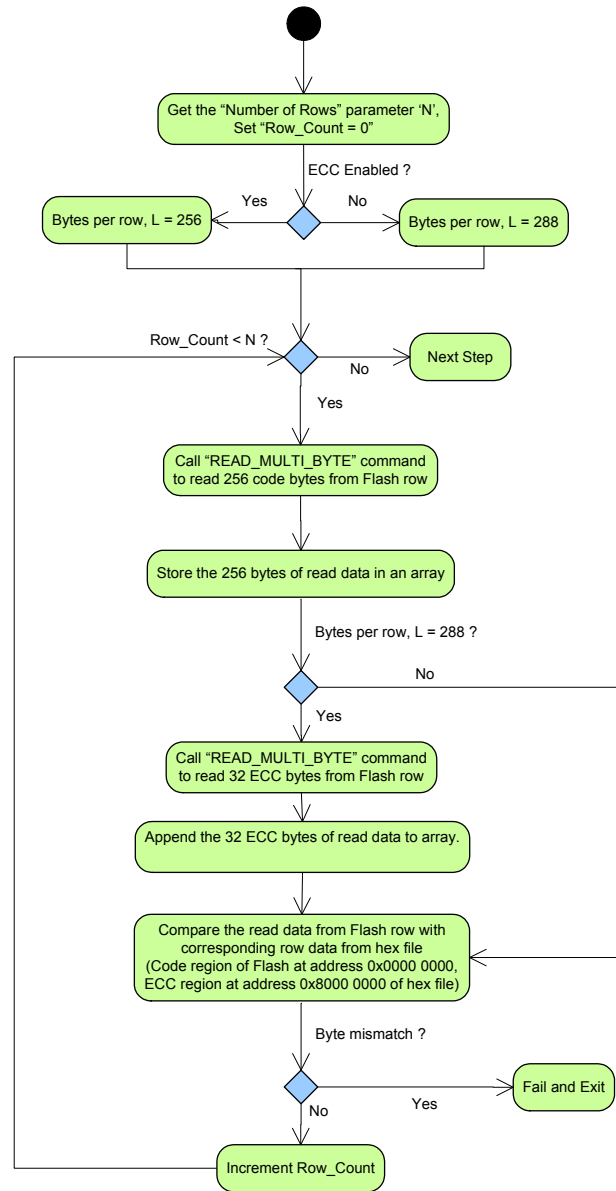 Get the “Number of Rows” parameter ‘N’,
Set “Row_Count = 0”
ECC Enabled ?
Yes
No
Bytes per row, L = 256
Bytes per row, L = 288
Row_Count < N ?
No
Next Step
Yes
Call “READ_MULTI_BYTE” command
to read 256 code bytes from Flash row
Store the 256 bytes of read data in an array
Bytes per row, L = 288 ?
No
Yes
Call “READ_MULTI_BYTE” command
to read 32 ECC bytes from Flash row
Append the 32 ECC bytes of read data to array.
Compare the read data from Flash row with
corresponding row data from hex file
(Code region of Flash at address 0x0000 0000,
ECC region at address 0x8000 0000 of hex file)
Byte mismatch ?
Fail and Exit
No
Yes
Increment Row_Count